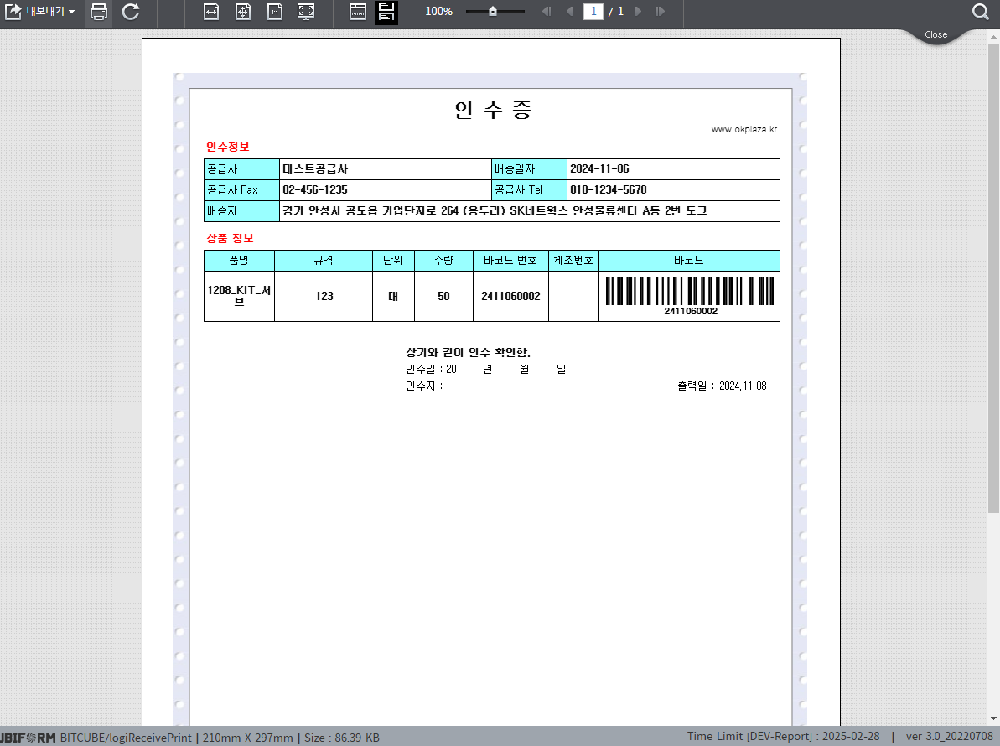 내보내기
1:1
MINI
100%
1 / 1
Close
인 수 증
www.okplaza.kr
인수정보
공급사 테스트공급사 배송일자 2024-11-06
공급사 Fax 02-456-1235 공급사 Tel 010-1234-5678
배송지 경기 안성시 공도읍 기업단지로 264 (용두리) SK네트웍스 안성물류센터 A동 2번 도크
상품 정보
품명 규격 단위 수량 바코드 번호 제조번호 바코드
1208_KIT_서
브
123 대 50 2411060002
2411060002
상기와 같이 인수 확인함.
인수일 : 20 년 월 일
인수자 :
출력일 : 2024.11.08
UBIFORM BITCUBE/logiReceivePrint | 210mm X 297mm | Size : 86.39 KB
Time Limit [DEV-Report] : 2025-02-28 | ver 3.0_20220708